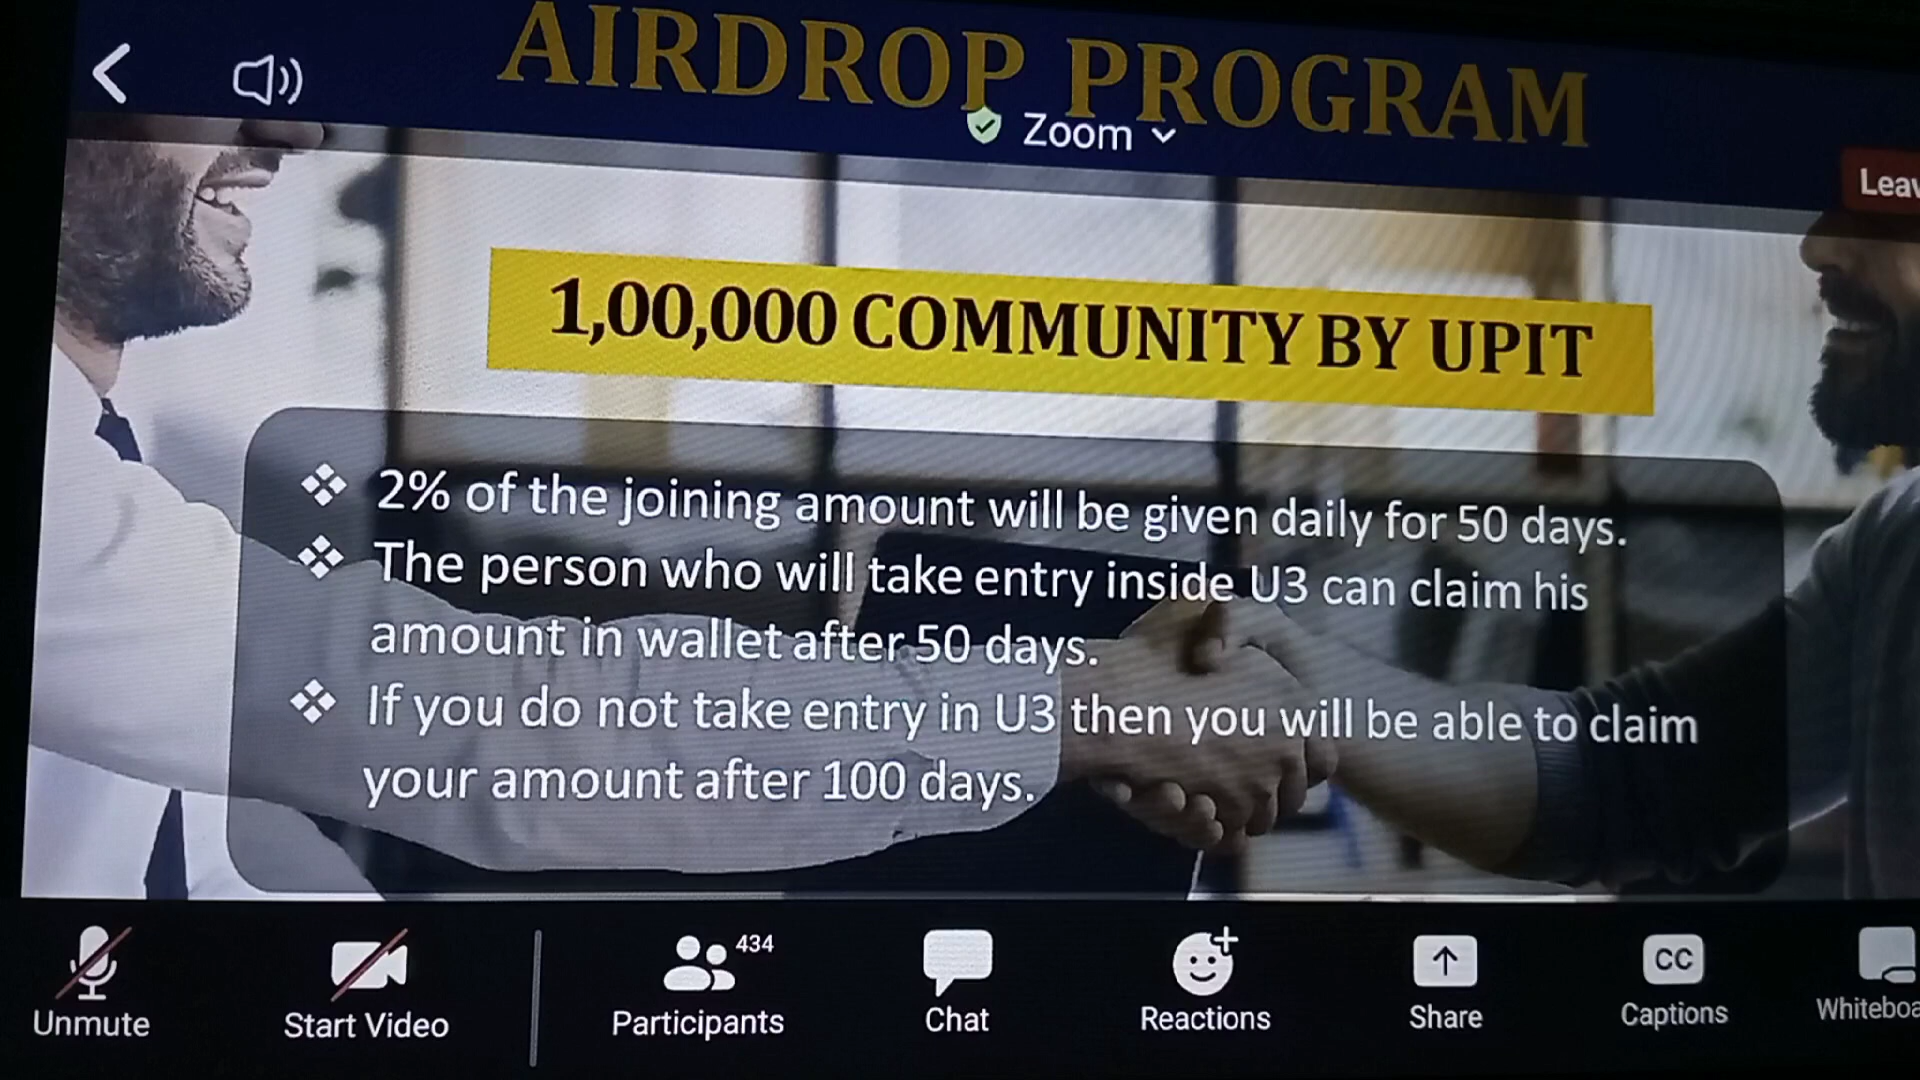 AIRDROP PROGRAM
Zoom
Leav
1,00,000 COMMUNITY BY UPIT
2% of the joining amount will be given daily for 50 days.
The person who will take entry inside U3 can claim his
amount in wallet after 50 days.
If you do not take entry in U3 then you will be able to claim
your amount after 100 days.
434
CC
Unmute
Start Video
Participants
Chat
Reactions
Share
Captions
Whiteboa